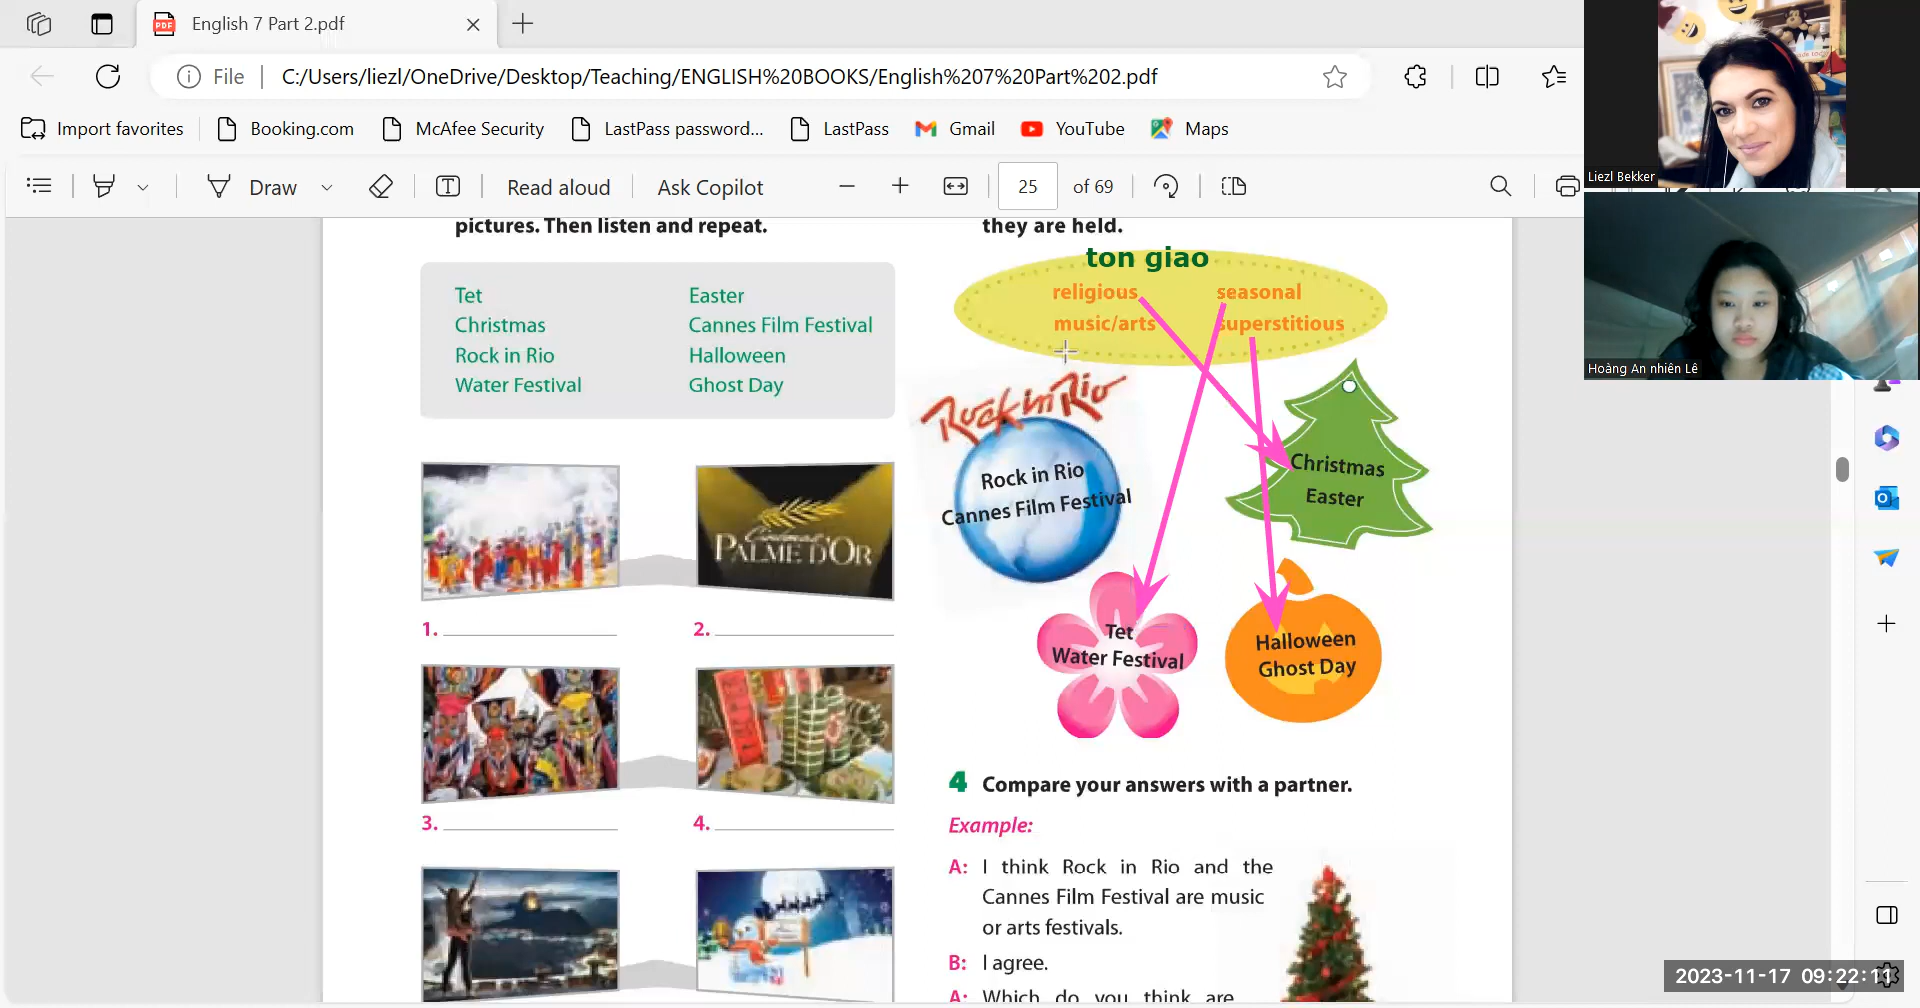 English 7 Part 2.pdf
File
C:/Users/liezl/OneDrive/Desktop/Teaching/ENGLISH%20BOOKS/English%207%20Part%202.pdf
Import favorites
Booking.com
McAfee Security
LastPass password...
LastPass
Gmail
YouTube
Maps
Draw
Read aloud
Ask Copilot
25 of 69
Liezl Bekker
Hoàng An nhiên Lê
pictures. Then listen and repeat.
Tet
Easter
Christmas
Cannes Film Festival
Rock in Rio
Halloween
Water Festival
Ghost Day
PALME D'OR
1.
2.
3.
4.
they are held.
ton giao
religious
seasonal
music/arts
superstitious
Rock in Rio
Rock in Rio
Cannes Film Festival
Christmas
Easter
Tet
Water Festival
Halloween
Ghost Day
4 Compare your answers with a partner.
Example:
A: I think Rock in Rio and the
Cannes Film Festival are music
or arts festivals.
B: I agree.
A: Which do you think are
2023-11-17 09:22:11